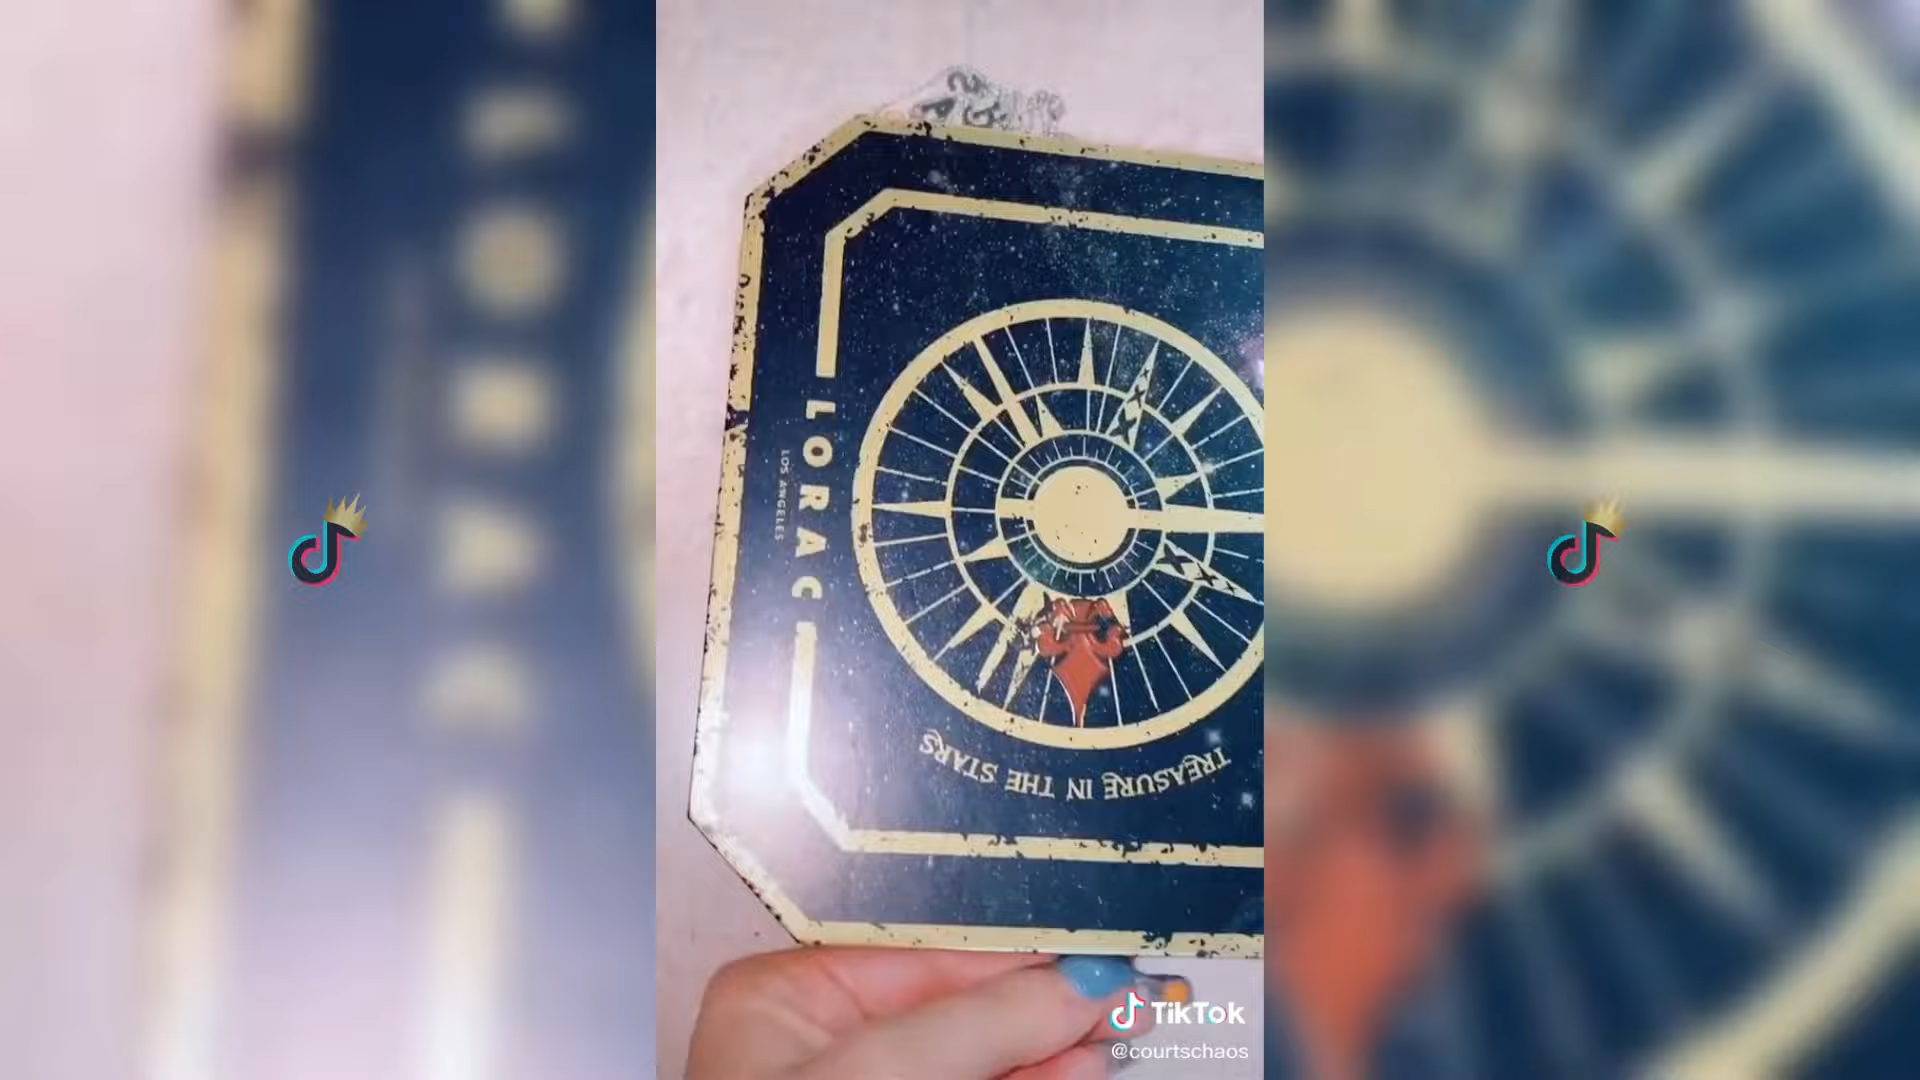 LORAC
LOS ANGELES
TREASURE IN THE STARS
TikTok
@courtschaos